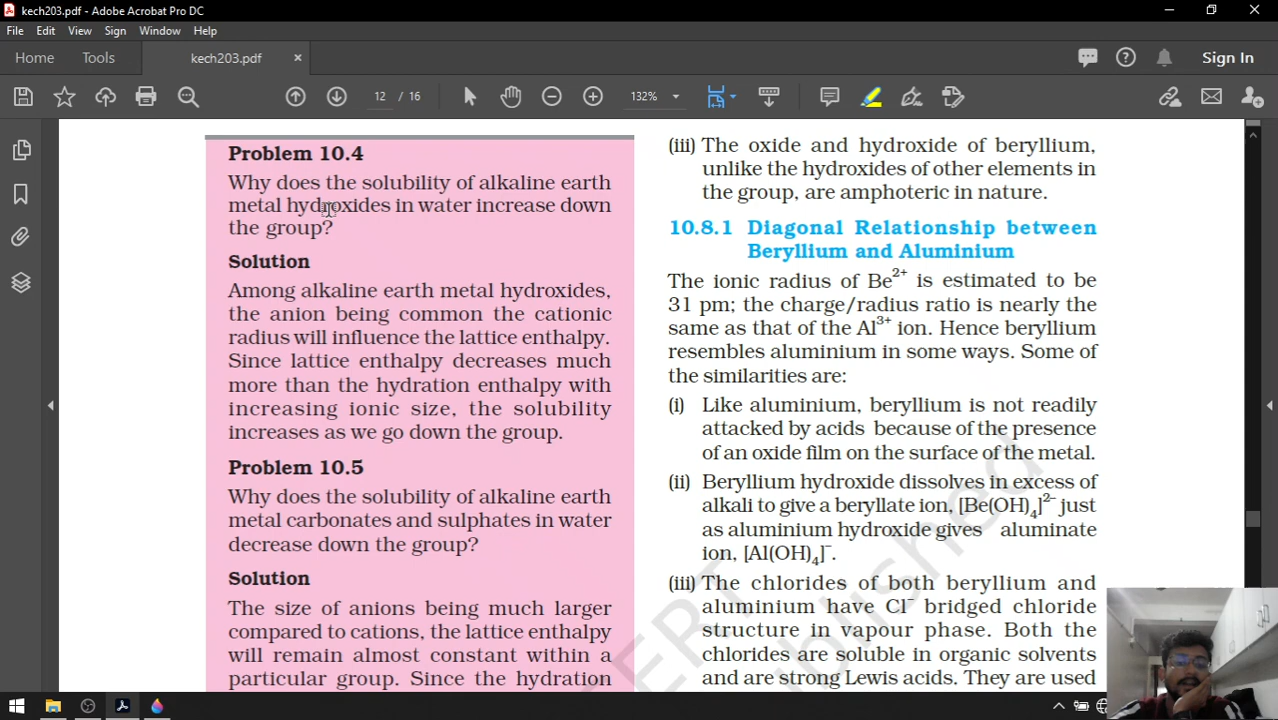 kech203.pdf - Adobe Acrobat Pro DC
File Edit View Sign Window Help
Home Tools kech203.pdf × Sign In
12 / 16 132%
Problem 10.4
Why does the solubility of alkaline earth
metal hydroxides in water increase down
the group?
Solution
Among alkaline earth metal hydroxides,
the anion being common the cationic
radius will influence the lattice enthalpy.
Since lattice enthalpy decreases much
more than the hydration enthalpy with
increasing ionic size, the solubility
increases as we go down the group.
Problem 10.5
Why does the solubility of alkaline earth
metal carbonates and sulphates in water
decrease down the group?
Solution
The size of anions being much larger
compared to cations, the lattice enthalpy
will remain almost constant within a
particular group. Since the hydration
(iii) The oxide and hydroxide of beryllium,
unlike the hydroxides of other elements in
the group, are amphoteric in nature.
10.8.1 Diagonal Relationship between
Beryllium and Aluminium
The ionic radius of Be²⁺ is estimated to be
31 pm; the charge/radius ratio is nearly the
same as that of the Al³⁺ ion. Hence beryllium
resembles aluminium in some ways. Some of
the similarities are:
(i) Like aluminium, beryllium is not readily
attacked by acids because of the presence
of an oxide film on the surface of the metal.
(ii) Beryllium hydroxide dissolves in excess of
alkali to give a beryllate ion, [Be(OH)₄]²⁻ just
as aluminium hydroxide gives aluminate
ion, [Al(OH)₄]⁻.
(iii) The chlorides of both beryllium and
aluminium have Cl⁻ bridged chloride
structure in vapour phase. Both the
chlorides are soluble in organic solvents
and are strong Lewis acids. They are used